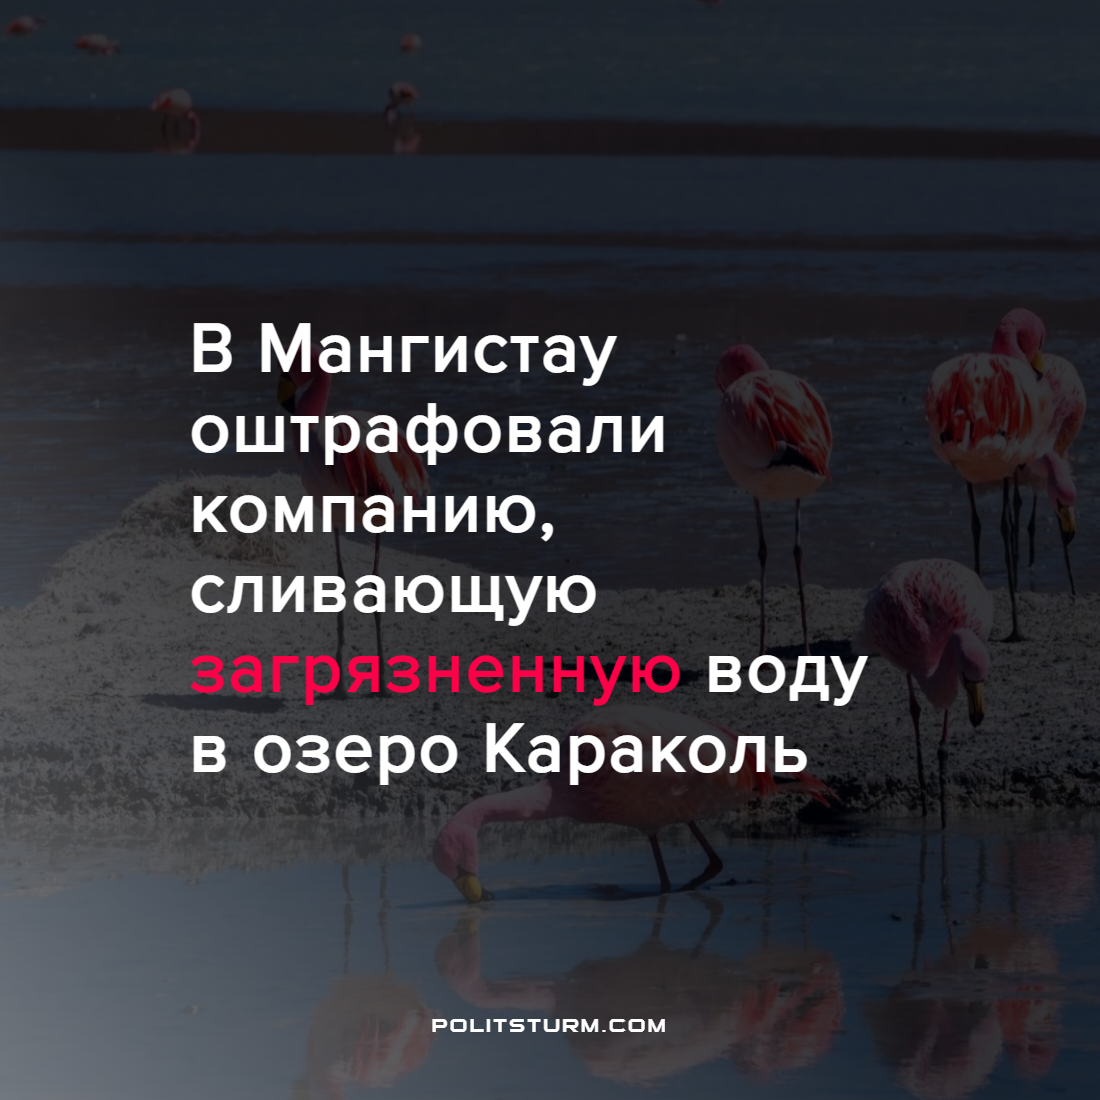 В Мангистау
оштрафовали
компанию,
сливающую
загрязненную воду
в озеро Караколь
POLITSTURM.COM